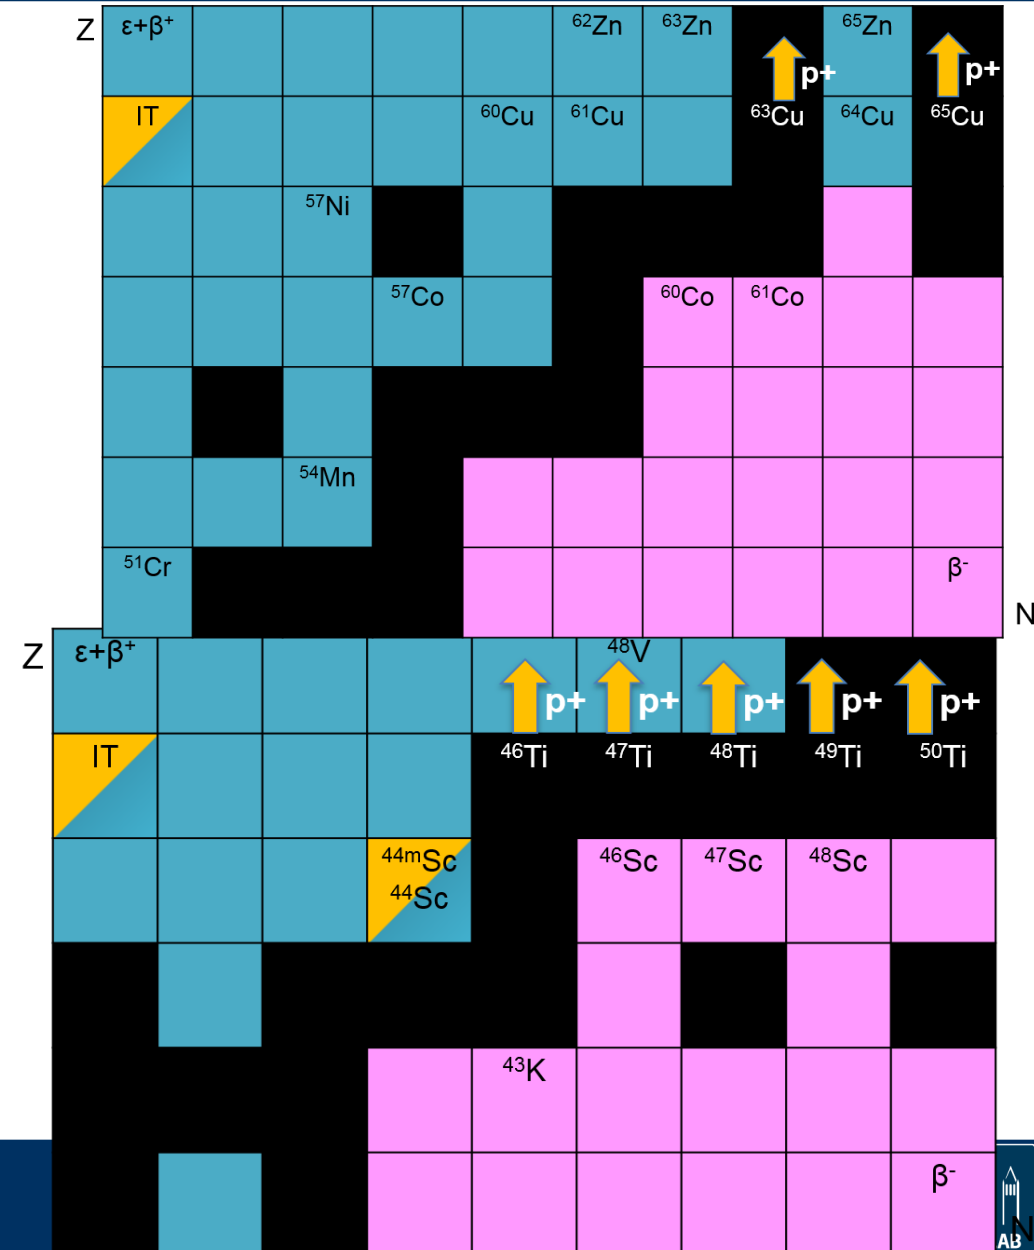 Z ε+β⁺ ⁶²Zn ⁶³Zn ⁶⁵Zn
p+ p+
IT ⁶⁰Cu ⁶¹Cu ⁶³Cu ⁶⁴Cu ⁶⁵Cu
⁵⁷Ni
⁵⁷Co ⁶⁰Co ⁶¹Co
⁵⁴Mn
⁵¹Cr β⁻
N
Z ε+β⁺ ⁴⁸V
p+ p+ p+ p+ p+
IT ⁴⁶Ti ⁴⁷Ti ⁴⁸Ti ⁴⁹Ti ⁵⁰Ti
⁴⁴ᵐSc ⁴⁶Sc ⁴⁷Sc ⁴⁸Sc
⁴⁴Sc
⁴³K
β⁻
N
AB